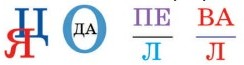 Ц Я О ДА ПЕ ВА
Л Л